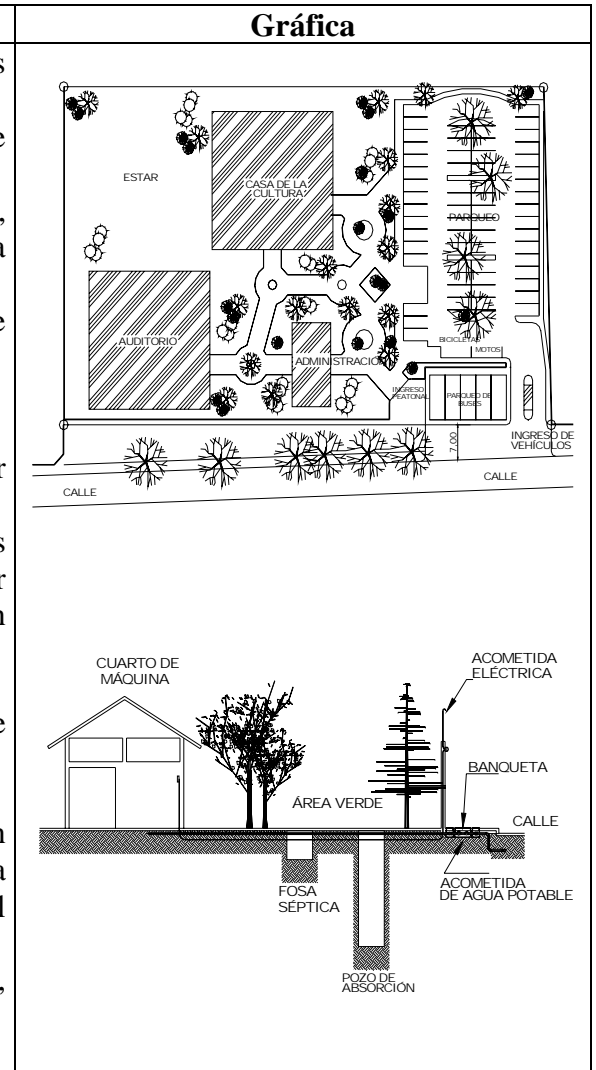 Gráfica
s
e
ESTAR
CASA DE LA
CULTURA
,
a
PARQUEO
e
AUDITORIO
ADMINISTRACIÓN
BICICLETAS
MOTOS
INGRESO
PEATONAL
PARQUEO DE
BUSES
7.00
INGRESO DE
VEHÍCULOS
r
CALLE
CALLE
s
r
n
CUARTO DE
MÁQUINA
ACOMETIDA
ELÉCTRICA
e
BANQUETA
ÁREA VERDE
CALLE
n
a
l
FOSA
SÉPTICA
ACOMETIDA
DE AGUA POTABLE
POZO DE
ABSORCIÓN
,